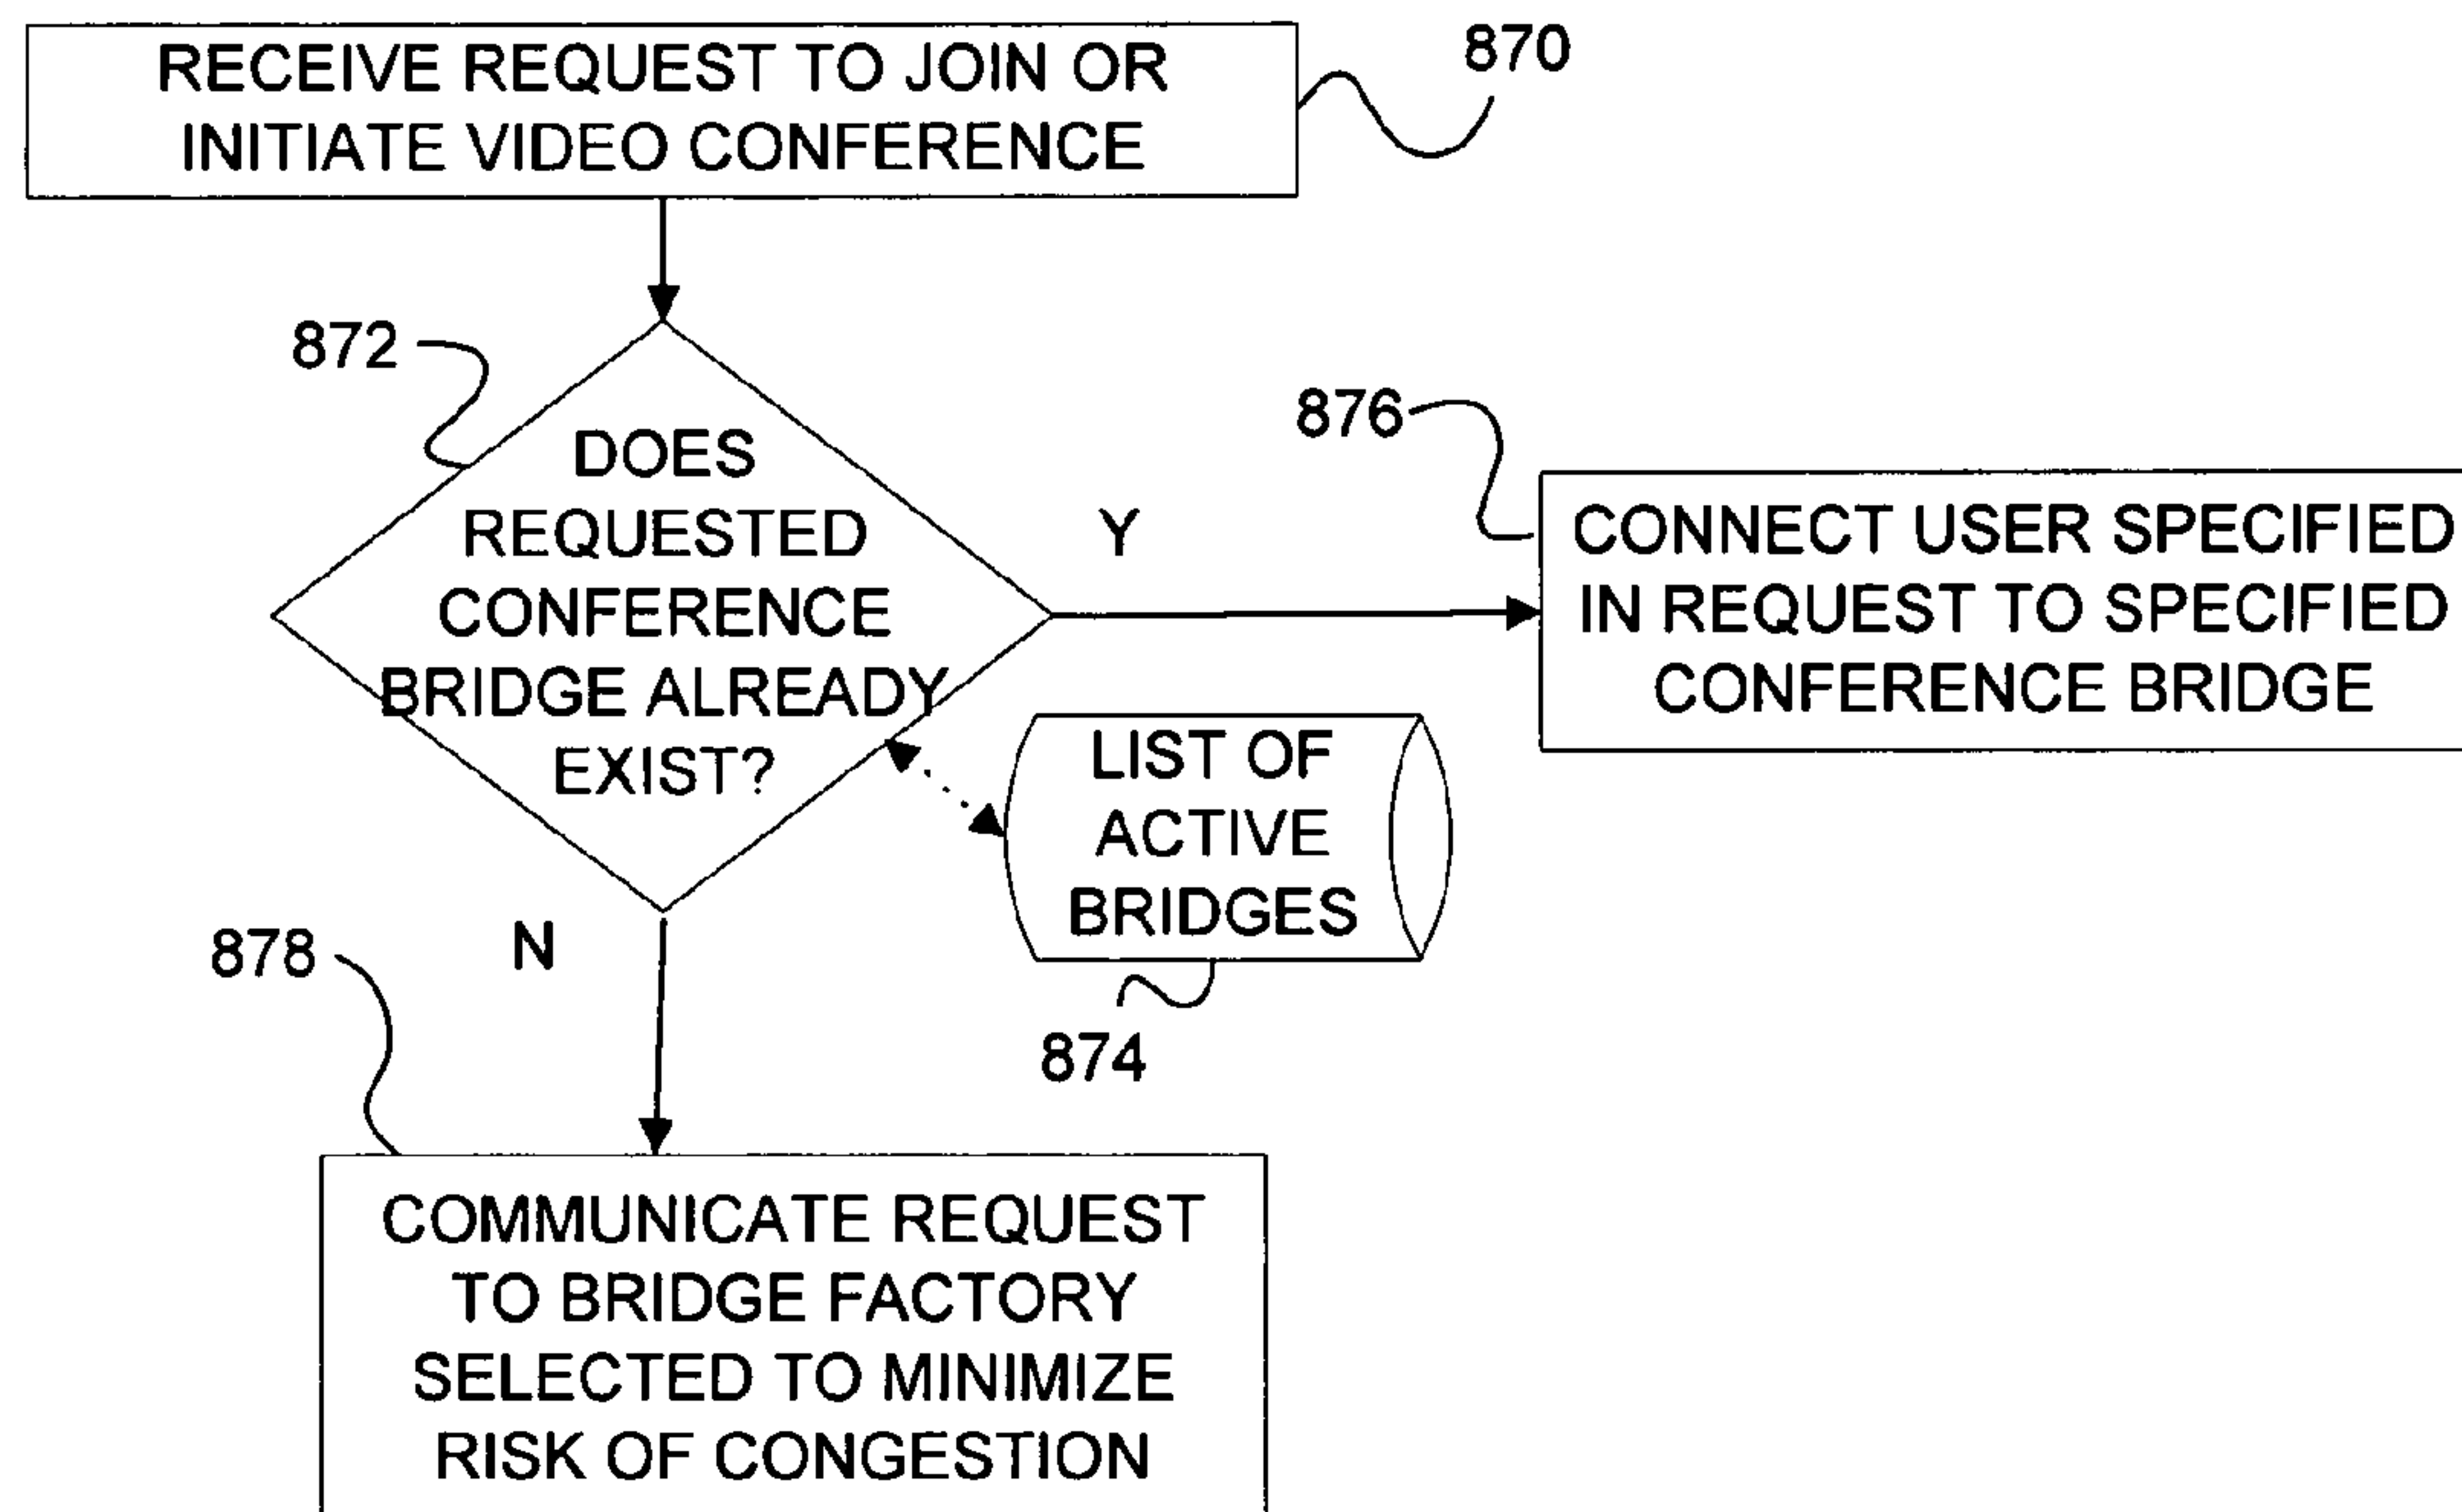 RECEIVE REQUEST TO JOIN OR
INITIATE VIDEO CONFERENCE
870
872
DOES
REQUESTED
CONFERENCE
BRIDGE ALREADY
EXIST?
Y
876
CONNECT USER SPECIFIED
IN REQUEST TO SPECIFIED
CONFERENCE BRIDGE
LIST OF
ACTIVE
BRIDGES
874
N
878
COMMUNICATE REQUEST
TO BRIDGE FACTORY
SELECTED TO MINIMIZE
RISK OF CONGESTION